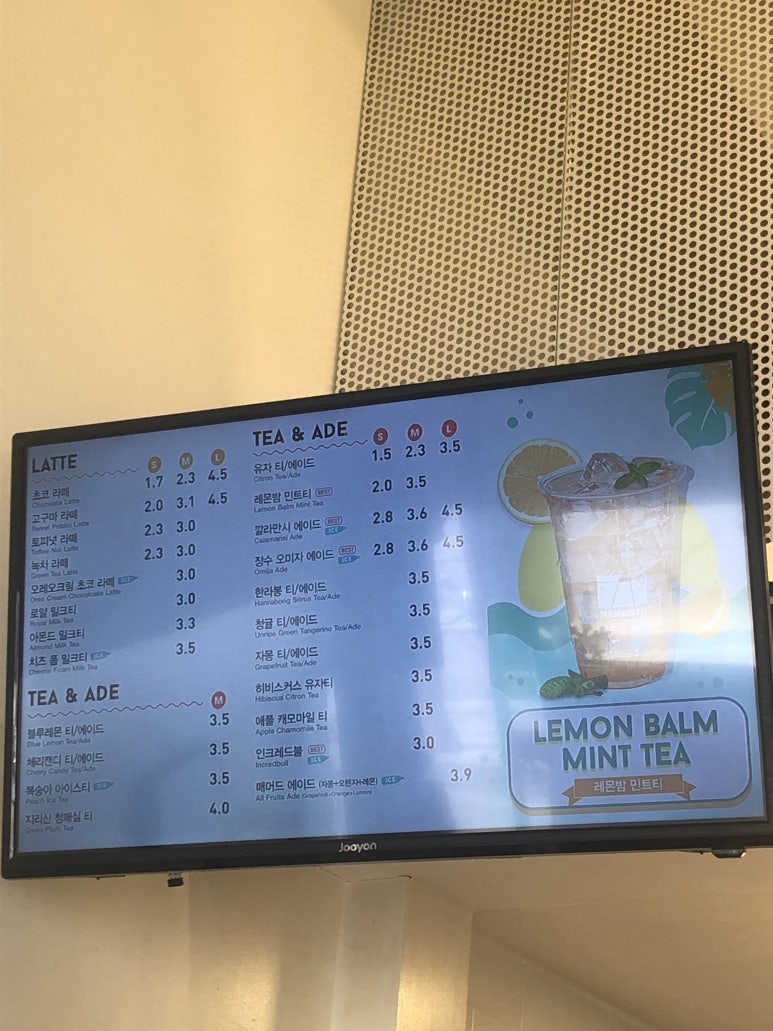 LATTE
S M L
초코 라떼 1.7 2.3 4.5
Chocolate Latte
고구마 라떼 2.0 3.1 4.5
Sweet Potato Latte
토피넛 라떼 2.3 3.0
Toffee Nut Latte
녹차 라떼 2.3 3.0
Green Tea Latte
오레오크림 초코 라떼 ICE 3.0
Oreo Cream Chocoloate Latte
로얄 밀크티 3.0
Royal Milk Tea
아몬드 밀크티 3.3
Almond Milk Tea
치즈 폼 밀크티 ICE 3.5
Cheese Foam Milk Tea
TEA & ADE
M
블루레몬 티/에이드 3.5
Blue Lemon Tea/Ade
체리캔디 티/에이드 3.5
Cherry Candy Tea/Ade
복숭아 아이스티 ICE 3.5
Peach Ice Tea
지리산 청매실 티 4.0
Green Plum Tea
TEA & ADE
S M L
유자 티/에이드 1.5 2.3 3.5
Citron Tea/Ade
레몬밤 민트티 BEST 2.0 3.5
Lemon Balm Mint Tea
깔라만시 에이드 BEST ICE 2.8 3.6 4.5
Calamansi Ade
장수 오미자 에이드 BEST ICE 2.8 3.6 4.5
Omija Ade
한라봉 티/에이드 3.5
Hanrabong Sitrus Tea/Ade
청귤 티/에이드 3.5
Unripe Green Tangerine Tea/Ade
자몽 티/에이드 3.5
Grapefruit Tea/Ade
히비스커스 유자티 3.5
Hibiscus Citron Tea
애플 캐모마일 티 3.5
Apple Chamomile Tea
인크레드불 BEST ICE 3.0
Incredbull
매머드 에이드 (자몽+오렌지+레몬) ICE 3.9
All Fruits Ade (Grapefruit+Orange+Lemon)
MAMMOTH
LEMON BALM
MINT TEA
레몬밤 민트티
Jooyon